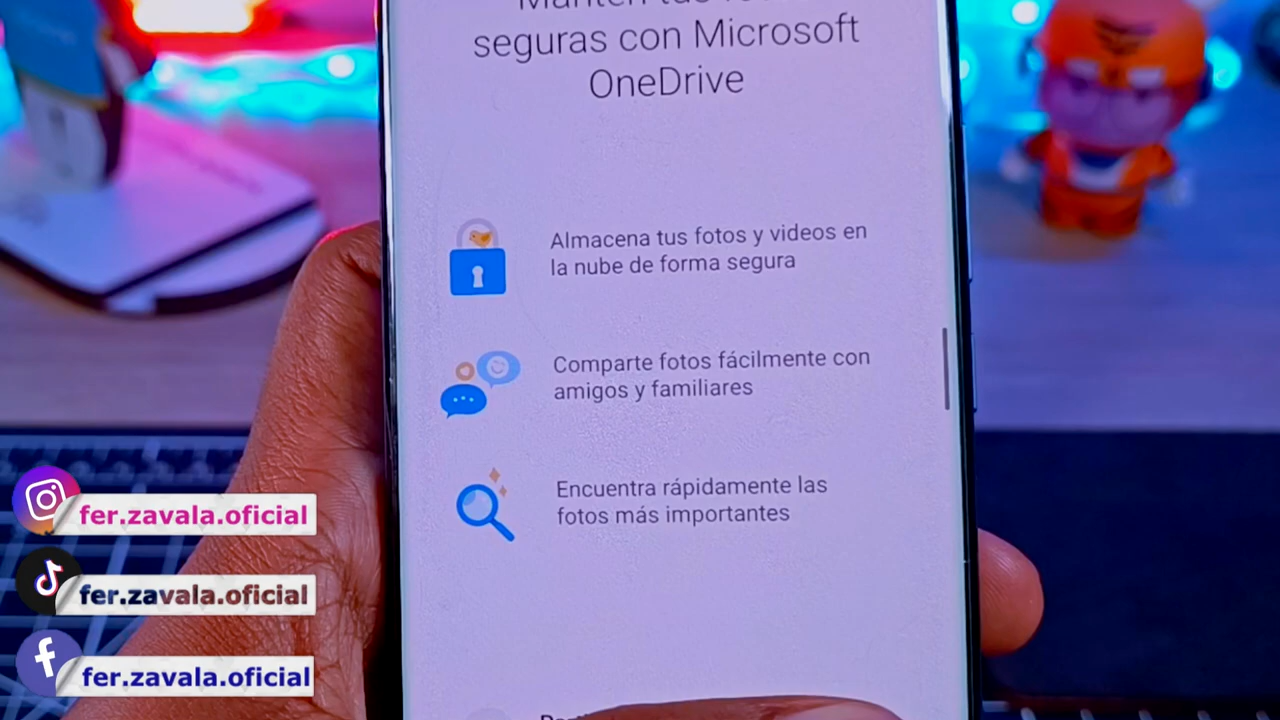 seguras con Microsoft
OneDrive
Almacena tus fotos y videos en
la nube de forma segura
Comparte fotos fácilmente con
amigos y familiares
Encuentra rápidamente las
fotos más importantes
fer.zavala.oficial
fer.zavala.oficial
fer.zavala.oficial